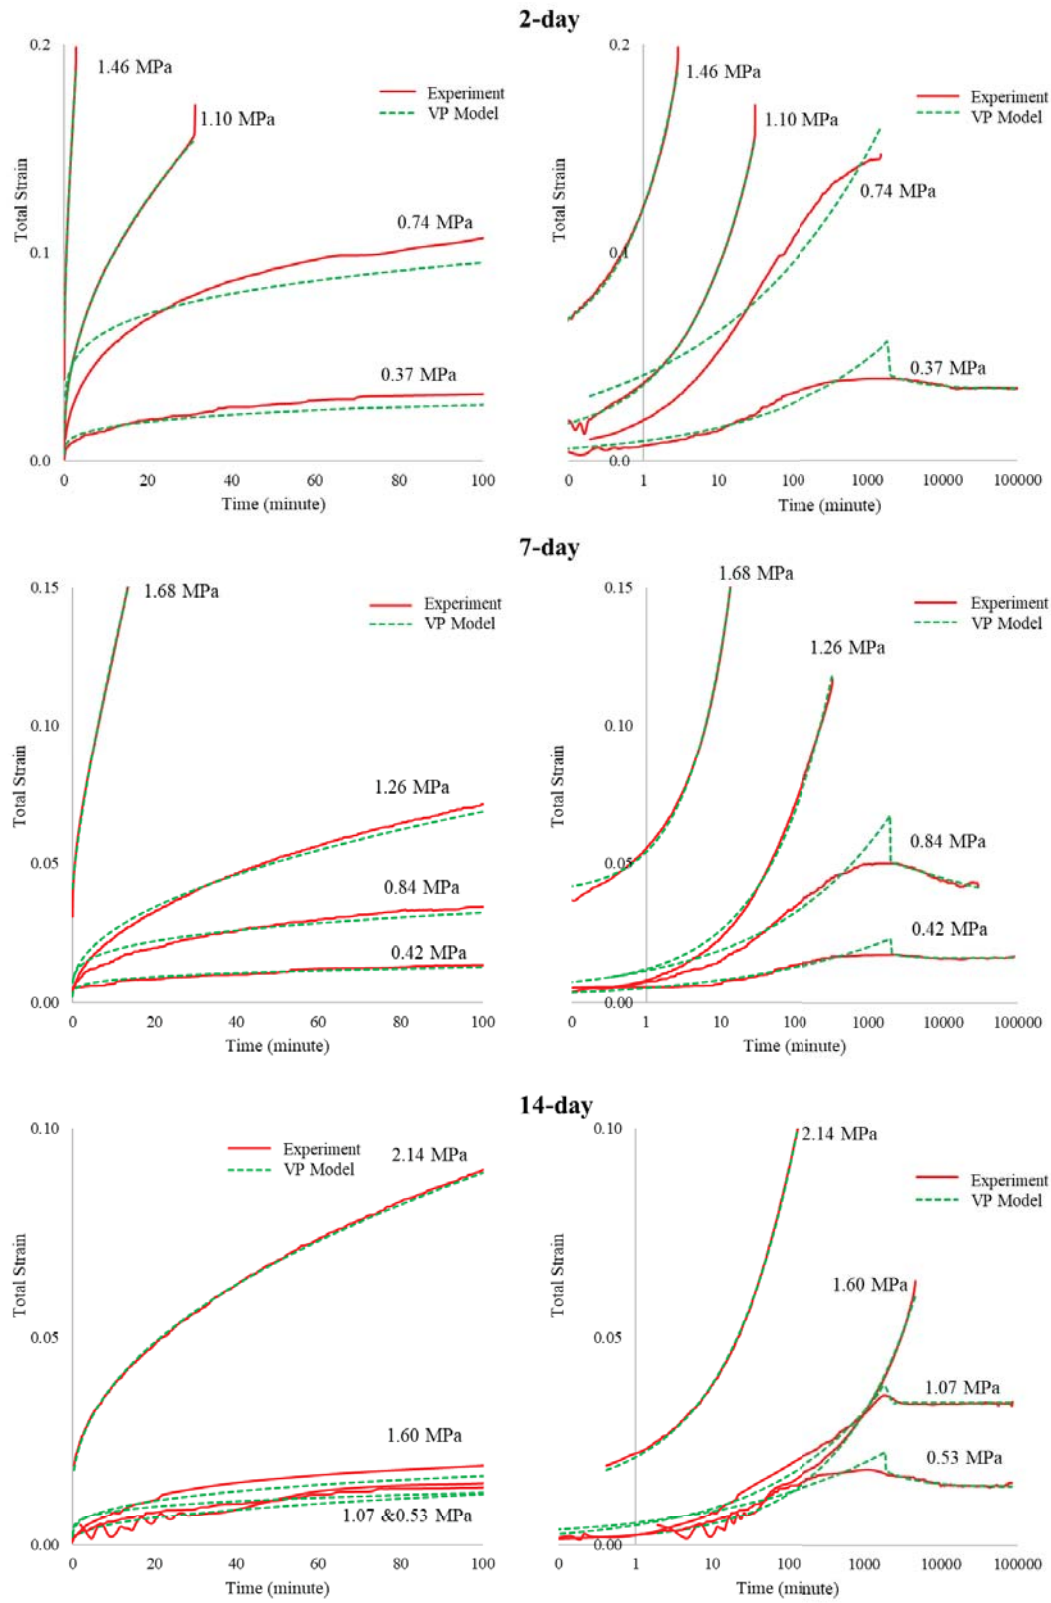 2-day
0.2
1.46 MPa
Experiment
VP Model
1.10 MPa
Total Strain
0.74 MPa
0.1
0.37 MPa
0.0
0 20 40 60 80 100
Time (minute)
0.2
1.46 MPa
Experiment
VP Model
1.10 MPa
Total Strain
0.74 MPa
0.1
0.37 MPa
0.0
0 1 10 100 1000 10000 100000
Time (minute)
7-day
0.15
1.68 MPa
Experiment
VP Model
0.10
Total Strain
1.26 MPa
0.84 MPa
0.05
0.42 MPa
0.00
0 20 40 60 80 100
Time (minute)
1.68 MPa
0.15
Experiment
VP Model
1.26 MPa
0.10
Total Strain
0.84 MPa
0.05
0.42 MPa
0.00
0 1 10 100 1000 10000 100000
Time (minute)
14-day
0.10
Experiment
VP Model
2.14 MPa
Total Strain
0.05
1.60 MPa
1.07 &0.53 MPa
0.00
0 20 40 60 80 100
Time (minute)
0.10
2.14 MPa
Experiment
VP Model
Total Strain
1.60 MPa
0.05
1.07 MPa
0.53 MPa
0.00
0 1 10 100 1000 10000 100000
Time (minute)